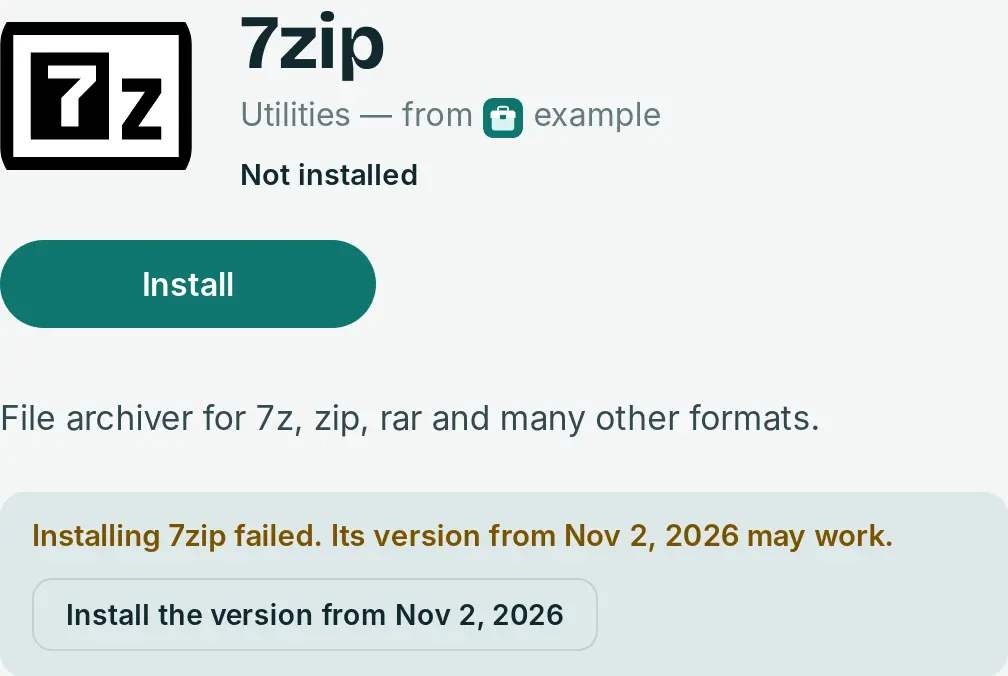 7z
7zip
Utilities — from example
Not installed
Install
File archiver for 7z, zip, rar and many other formats.
Installing 7zip failed. Its version from Nov 2, 2026 may work.
Install the version from Nov 2, 2026